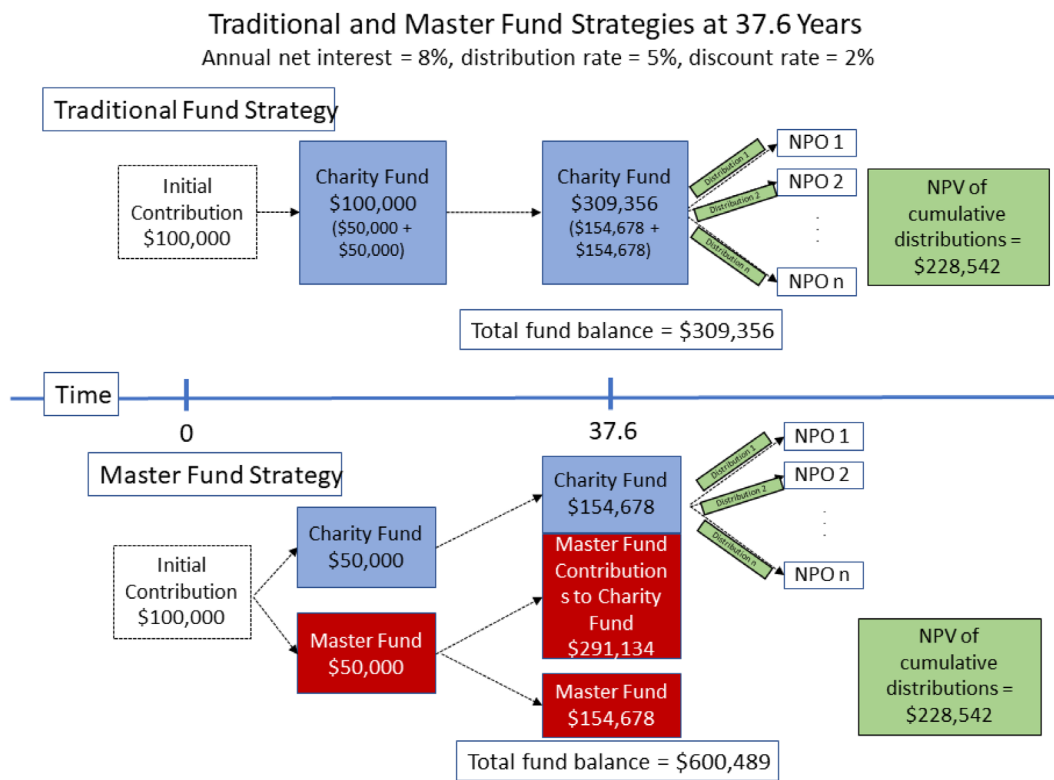 Traditional and Master Fund Strategies at 37.6 Years
Annual net interest = 8%, distribution rate = 5%, discount rate = 2%
Traditional Fund Strategy
Initial
Contribution
$100,000
Charity Fund
$100,000
($50,000 +
$50,000)
Charity Fund
$309,356
($154,678 +
$154,678)
Distribution 1
Distribution 2
Distribution n
NPO 1
NPO 2
.
.
.
NPO n
NPV of
cumulative
distributions =
$228,542
Total fund balance = $309,356
Time
0
37.6
Master Fund Strategy
Initial
Contribution
$100,000
Charity Fund
$50,000
Master Fund
$50,000
Charity Fund
$154,678
Master Fund
Contribution
s to Charity
Fund
$291,134
Master Fund
$154,678
Distribution 1
Distribution 2
Distribution n
NPO 1
NPO 2
.
.
.
NPO n
NPV of
cumulative
distributions =
$228,542
Total fund balance = $600,489